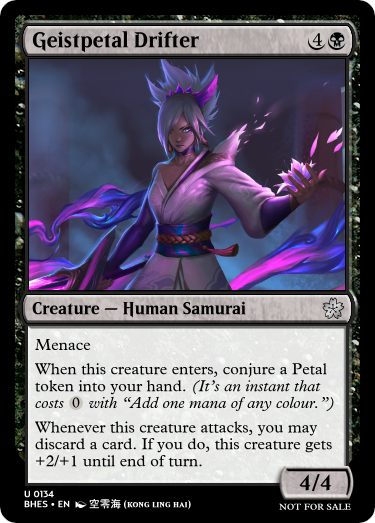 Geistpetal Drifter 4
Creature — Human Samurai
Menace
When this creature enters, conjure a Petal
token into your hand. (It's an instant that
costs 0 with “Add one mana of any colour.”)
Whenever this creature attacks, you may
discard a card. If you do, this creature gets
+2/+1 until end of turn.
4/4
U 0134
BHES • EN 空零海 (KONG LING HAI)
NOT FOR SALE